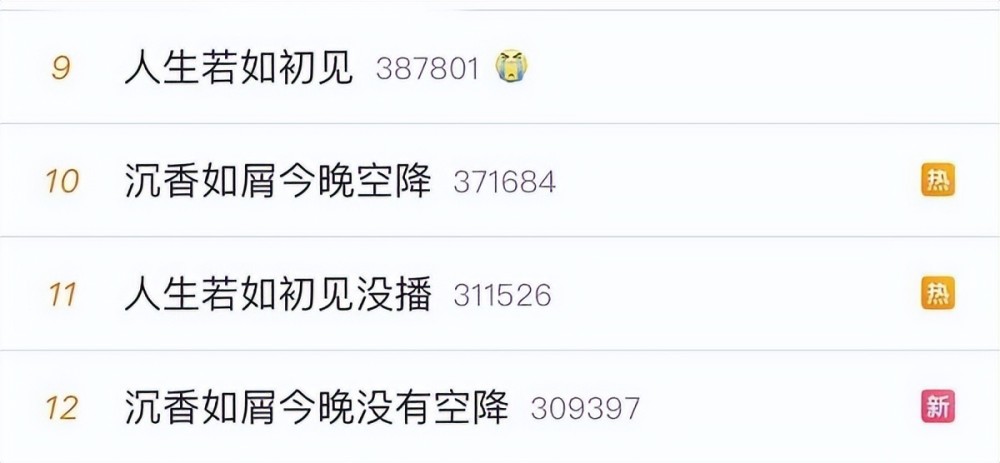 9 人生若如初见 387801
10 沉香如屑今晚空降 371684 热
11 人生若如初见没播 311526 热
12 沉香如屑今晚没有空降 309397 新